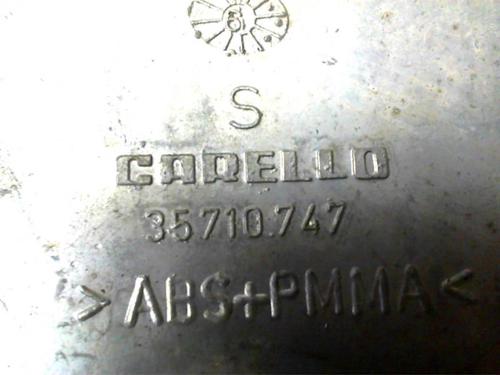 S
CARELLO
35710.747
>ABS+PMMA<